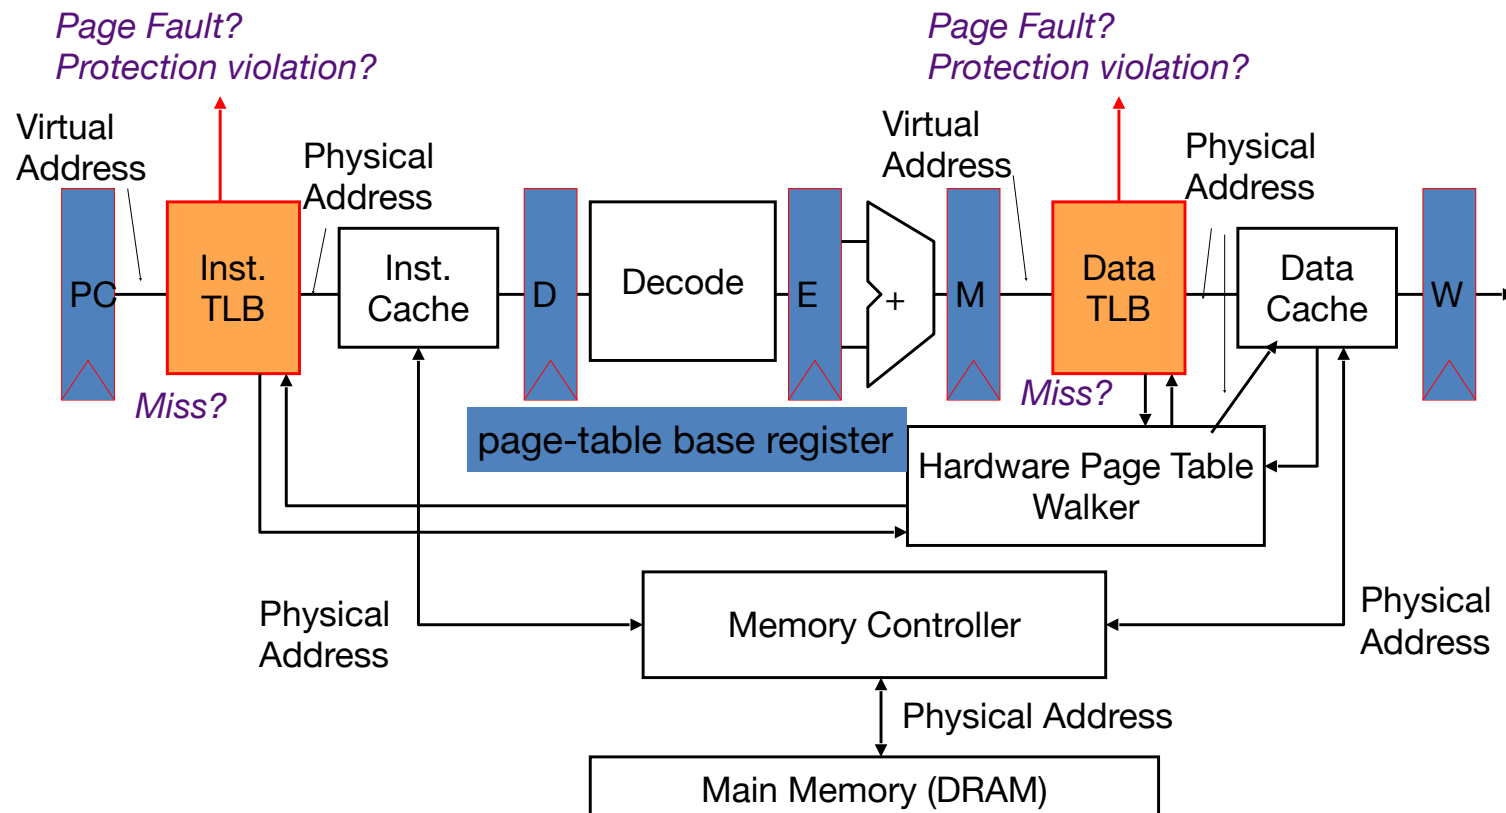 Page Fault?
Protection violation?
Page Fault?
Protection violation?
Virtual
Address
Physical
Address
Virtual
Address
Physical
Address
PC
Inst.
TLB
Inst.
Cache
D
Decode
E
+
M
Data
TLB
Data
Cache
W
Miss?
Miss?
page-table base register
Hardware Page Table
Walker
Physical
Address
Memory Controller
Physical
Address
Physical Address
Main Memory (DRAM)